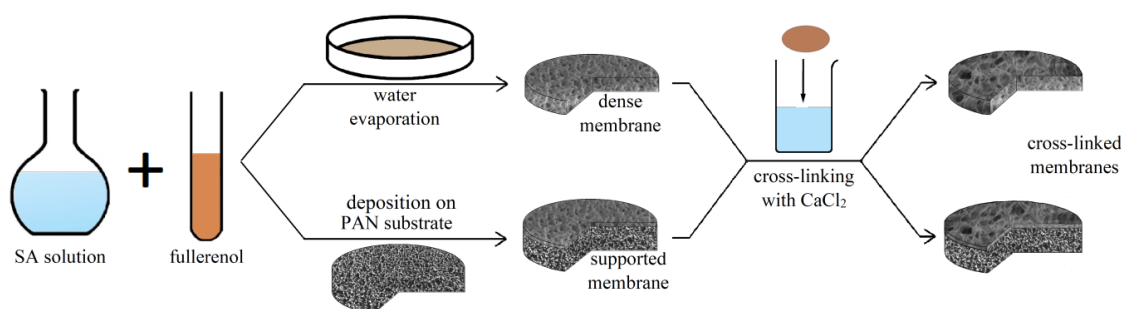 SA solution
fullerenol
water
evaporation
deposition on
PAN substrate
dense
membrane
supported
membrane
cross-linking
with CaCl₂
cross-linked
membranes